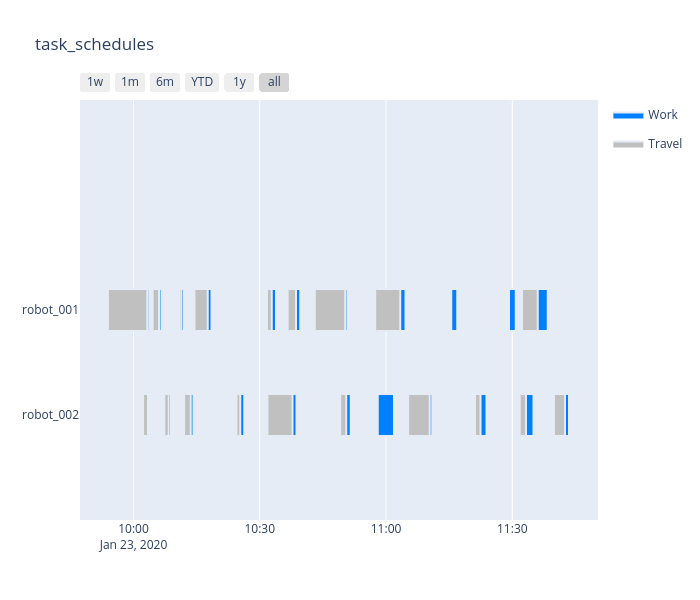 task_schedules
1w 1m 6m YTD 1y all
Work
Travel
robot_001
robot_002
10:00 10:30 11:00 11:30
Jan 23, 2020